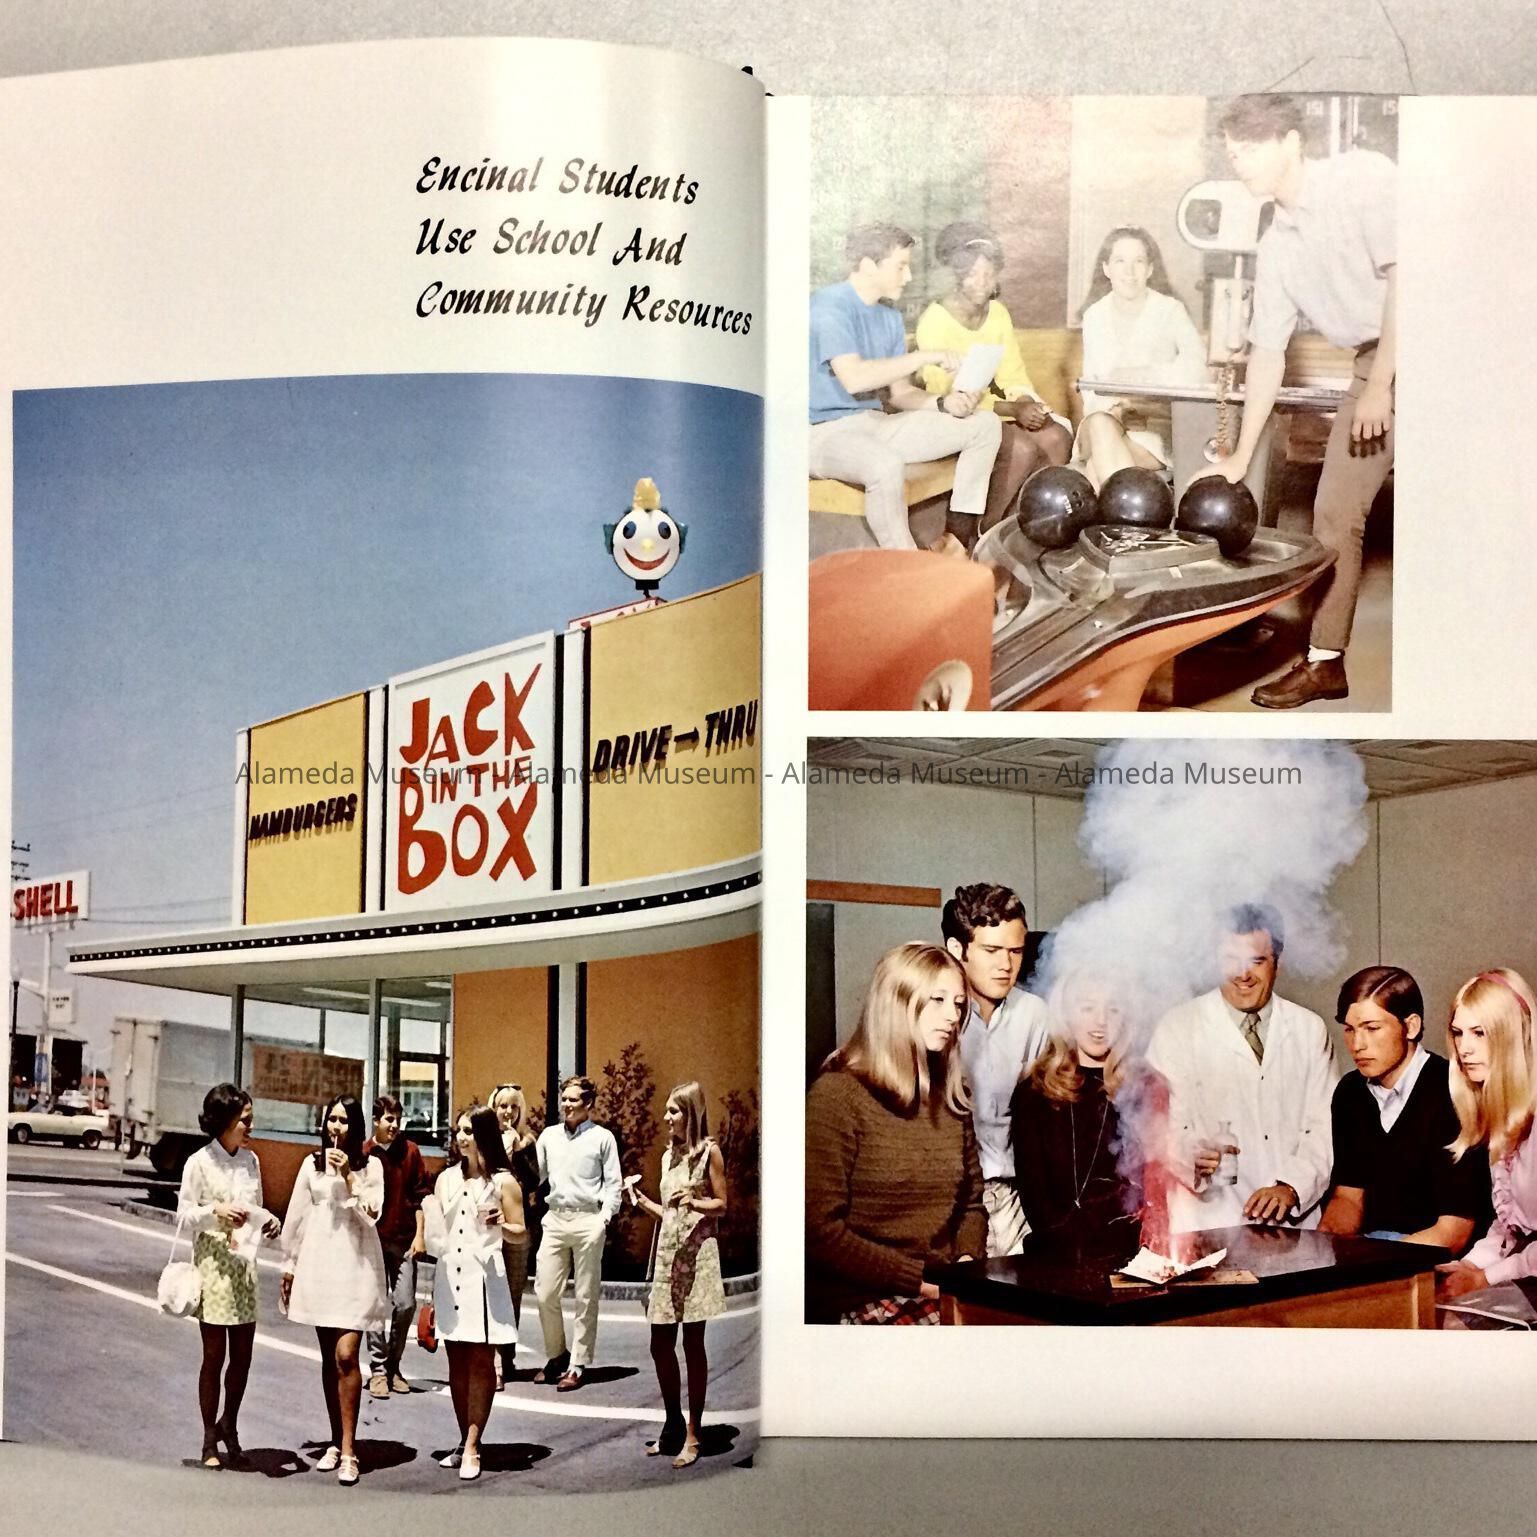 Encinal Students
Use School And
Community Resources
JACK
IN THE
BOX
HAMBURGERS
DRIVE → THRU
SHELL
151
Alameda Museum - Alameda Museum - Alameda Museum - Alameda Museum